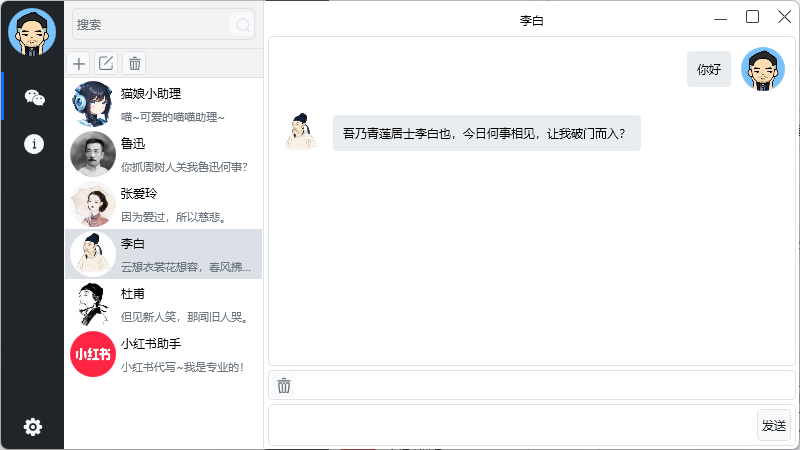 搜索
猫娘小助理
喵~可爱的喵喵助理~
鲁迅
你抓周树人关我鲁迅何事?
张爱玲
因为爱过，所以慈悲。
李白
云想衣裳花想容，春风拂...
杜甫
但见新人笑，那闻旧人哭。
小红书
小红书助手
小红书代写~我是专业的!
李白
你好
吾乃青莲居士李白也，今日何事相见，让我破门而入?
发送